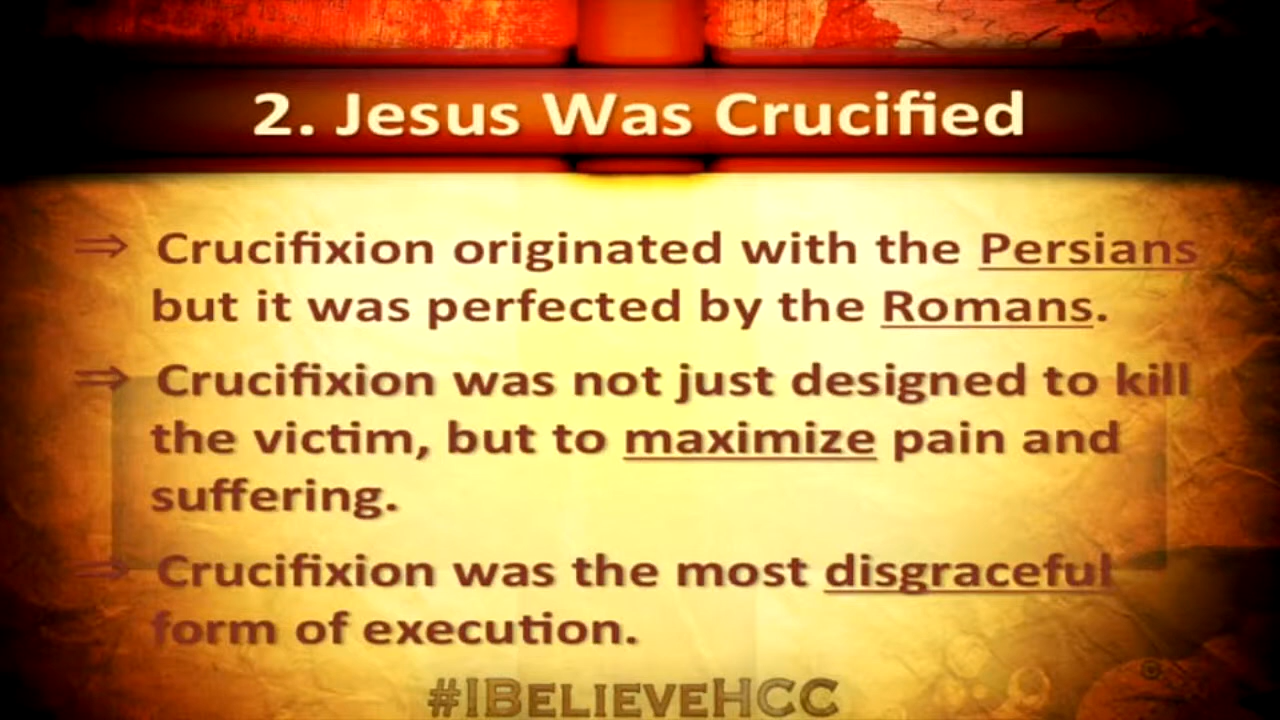 2. Jesus Was Crucified
⇒ Crucifixion originated with the Persians
but it was perfected by the Romans.
⇒ Crucifixion was not just designed to kill
the victim, but to maximize pain and
suffering.
⇒ Crucifixion was the most disgraceful
form of execution.
#IBelieveHCC